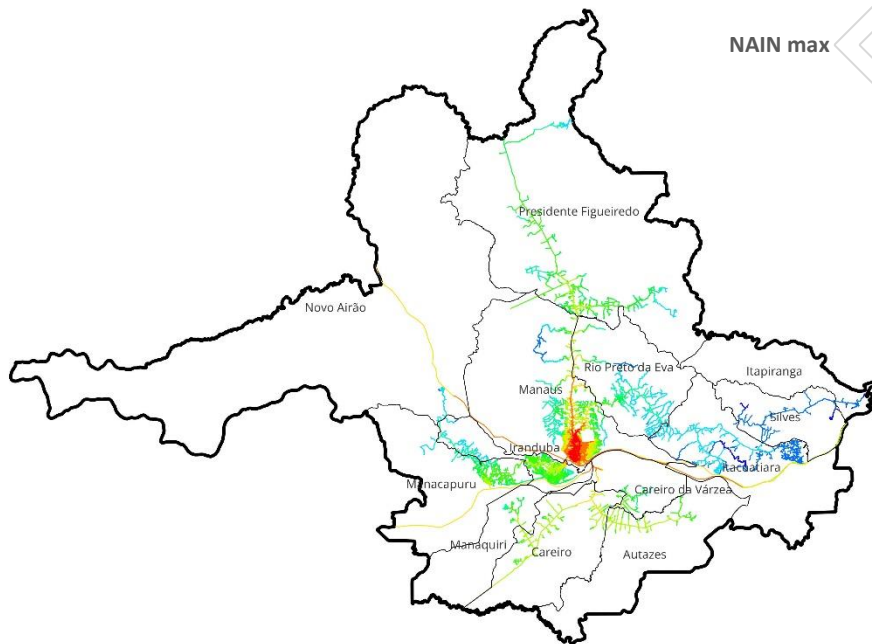 NAIN max
Presidente Figueiredo
Novo Airão
Rio Preto da Eva
Itapiranga
Manaus
Silves
Iranduba
Itacoatiara
Manacapuru
Careiro da Várzea
Manaquiri
Careiro
Autazes